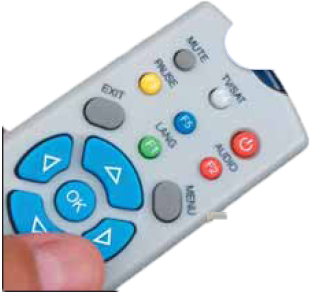 MUTE
TV/SAT
PAUSE
EXIT
F5
LANG
F1
AUDIO
F2
MENU
OK